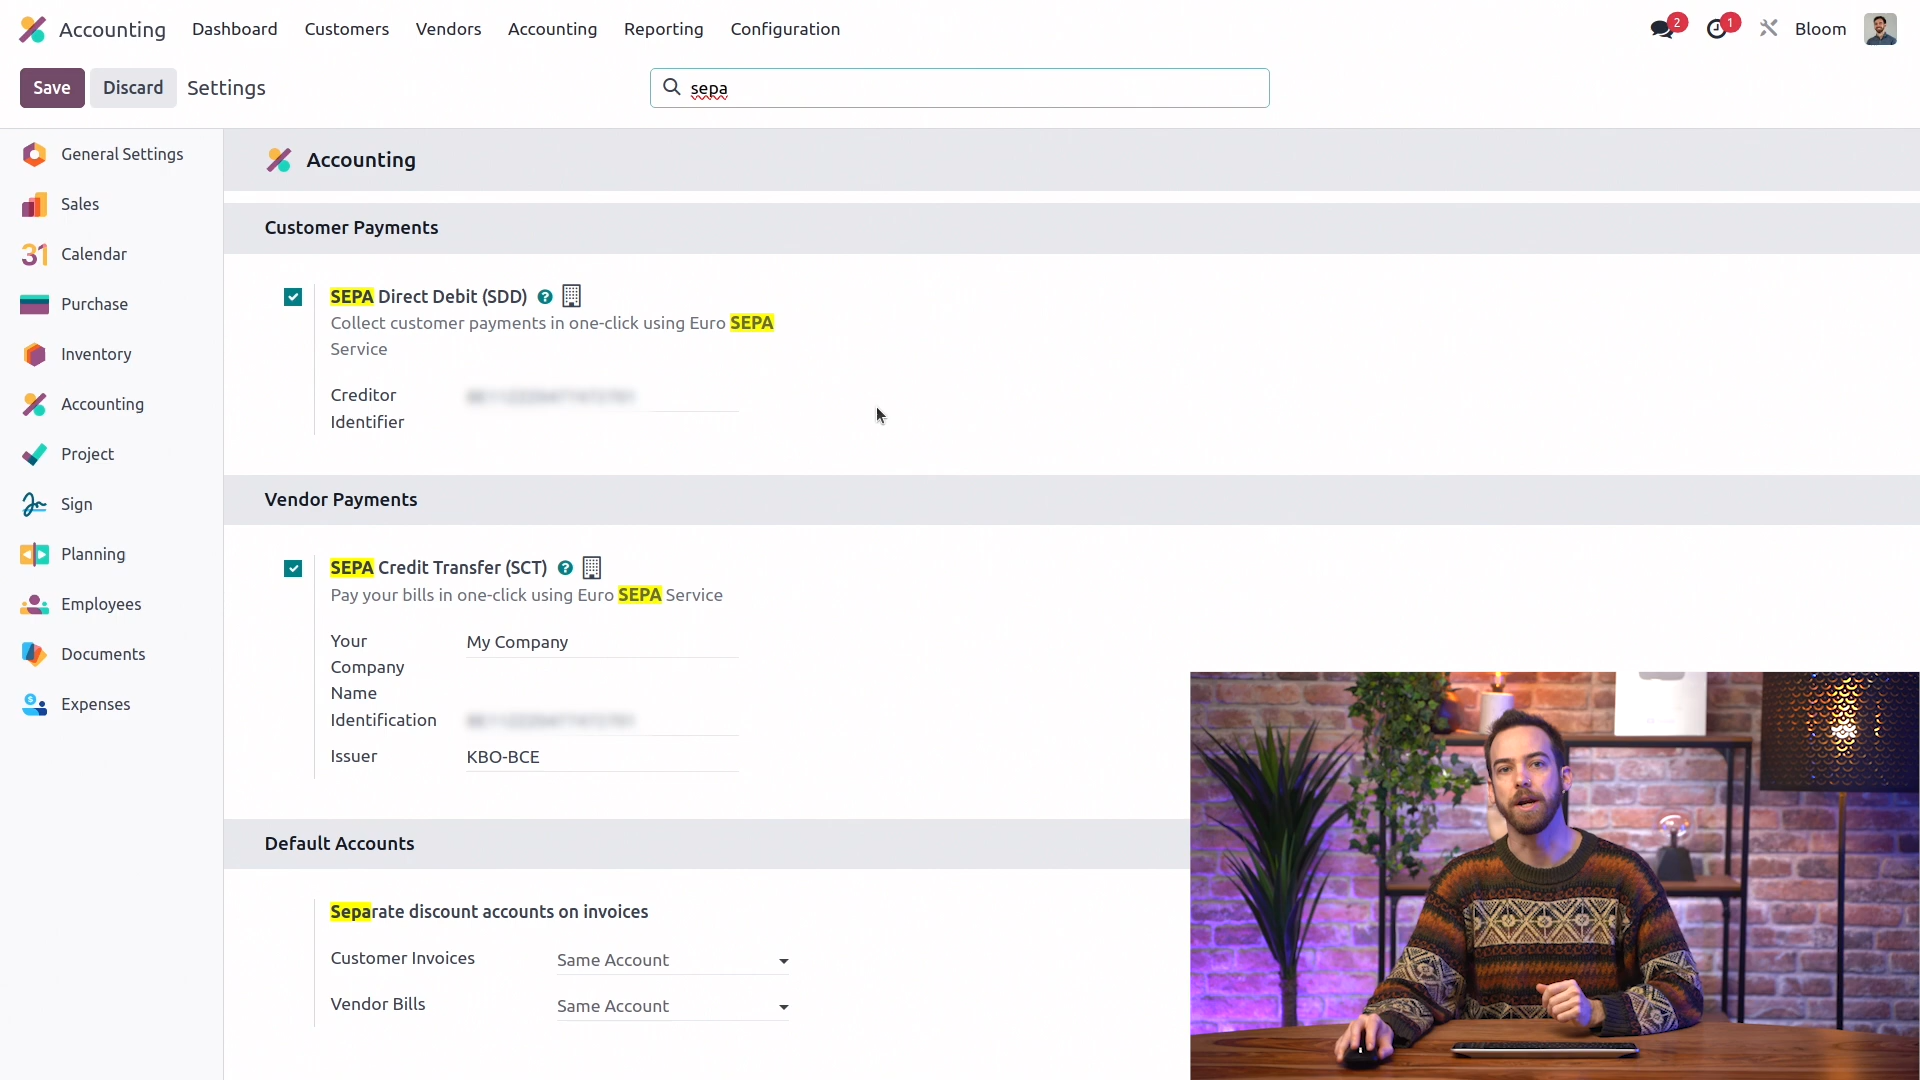 Accounting Dashboard Customers Vendors Accounting Reporting Configuration 2 1 Bloom
Save Discard Settings sepa
General Settings
Sales
31 Calendar
Purchase
Inventory
Accounting
Project
Sign
Planning
Employees
Documents
Expenses
Accounting
Customer Payments
SEPA Direct Debit (SDD) ?
Collect customer payments in one-click using Euro SEPA
Service
Creditor
Identifier
Vendor Payments
SEPA Credit Transfer (SCT) ?
Pay your bills in one-click using Euro SEPA Service
Your
Company
Name
My Company
Identification
Issuer KBO-BCE
Default Accounts
Separate discount accounts on invoices
Customer Invoices Same Account
Vendor Bills Same Account